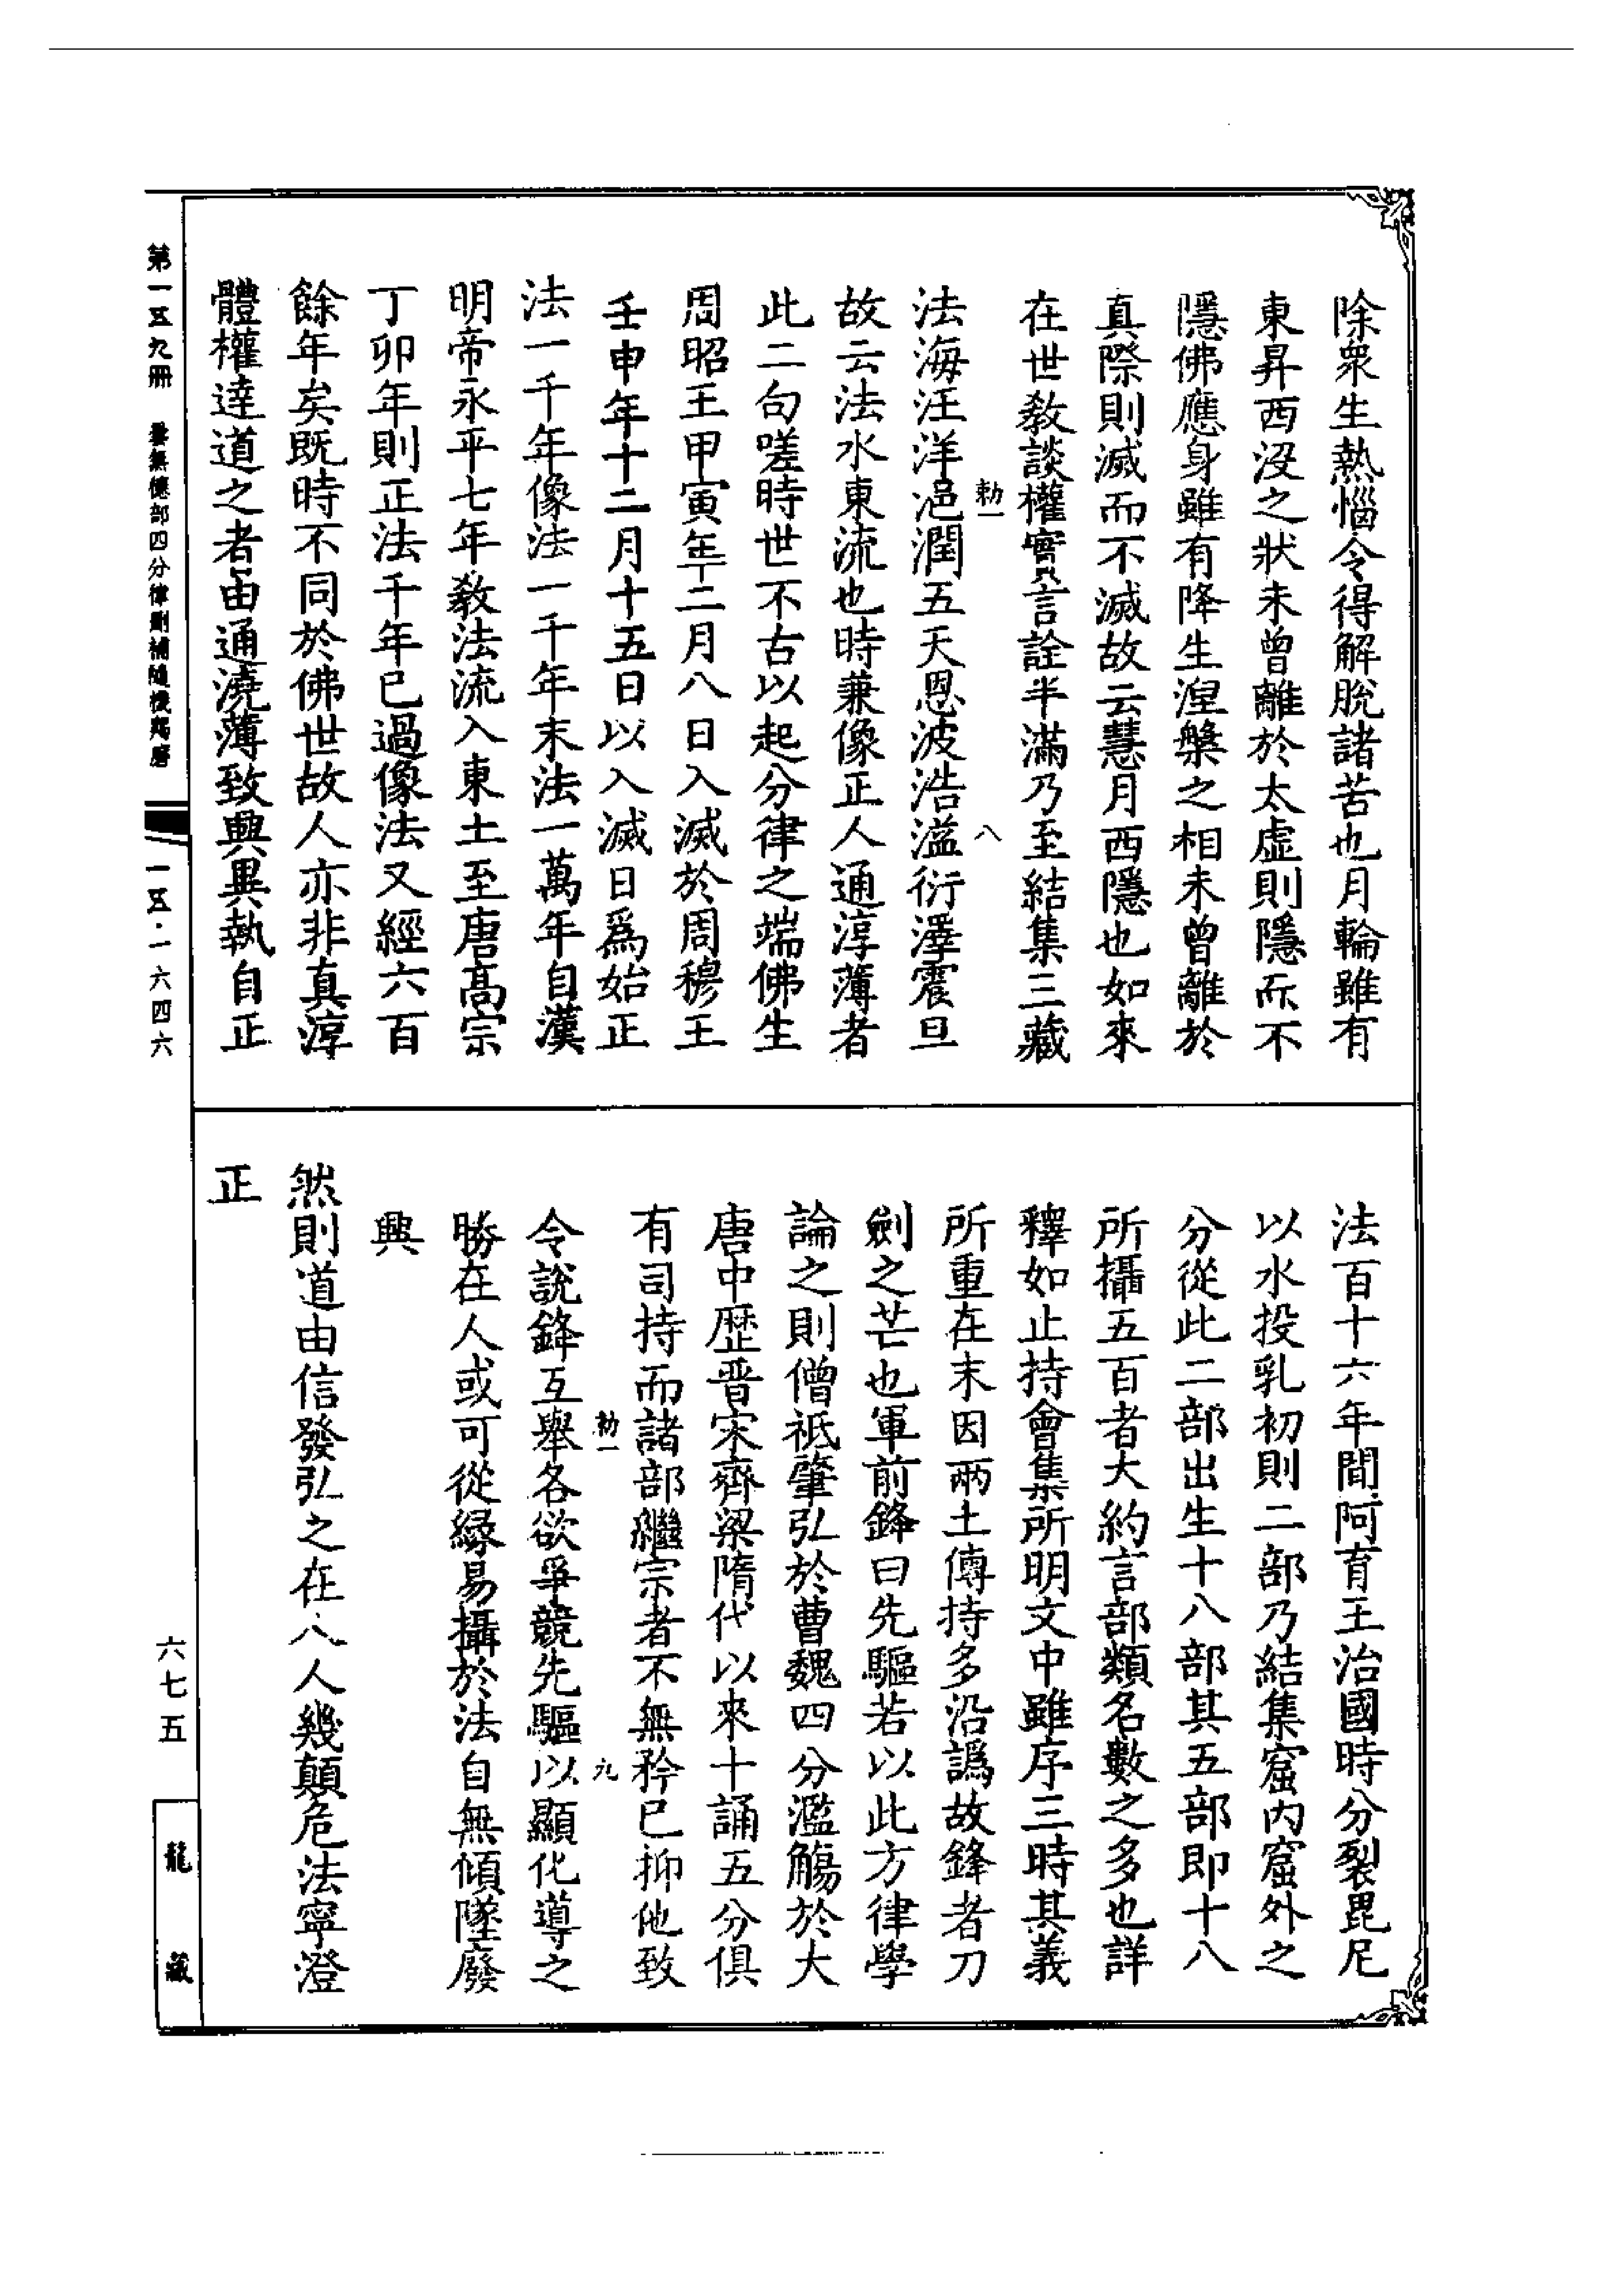 除衆生熱惱令得解脫諸苦也月輪雖有
東昇西沒之狀未曾離於太虛則隱而不
隱佛應身雖有降生涅槃之相未曾離於
真際則滅而不滅故云慧月西隱也如來
在世教談權實言詮半滿乃至結集三藏
勅一 八
法海汪洋浥潤五天恩波浩溢衍澤震旦
故云法水東流也時兼像正人通淳薄者
此二句嗟時世不古以起分律之端佛生
周昭王甲寅年二月八日入滅於周穆王
壬申年十二月十五日以入滅日爲始正
法一千年像法一千年末法一萬年自漢
明帝永平七年教法流入東土至唐高宗
丁卯年則正法千年已過像法又經六百
餘年矣既時不同於佛世故人亦非真淳
體權達道之者由通澆薄致興異執自正
法百十六年間阿育王治國時分裂毘尼
以水投乳初則二部乃結集窟內窟外之
分從此二部出生十八部其五部即十八
所攝五百者大約言部類名數之多也詳
釋如止持會集所明文中雖序三時其義
所重在末因兩土傳持多沿譌故鋒者刀
劍之芒也軍前鋒曰先驅若以此方律學
論之則僧祇肇弘於曹魏四分濫觴於大
唐中歷晉宋齊梁隋代以來十誦五分俱
有司持而諸部繼宗者不無矜已抑他致
勅一 九
令說鋒互舉各欲爭競先驅以顯化導之
勝在人或可從緣易攝於法自無傾墜廢
興
然則道由信發弘之在人人幾顛危法寧澄
正
第一五九冊 曇無德部四分律刪補隨機羯磨
一五·一六四六
六七五
龍藏